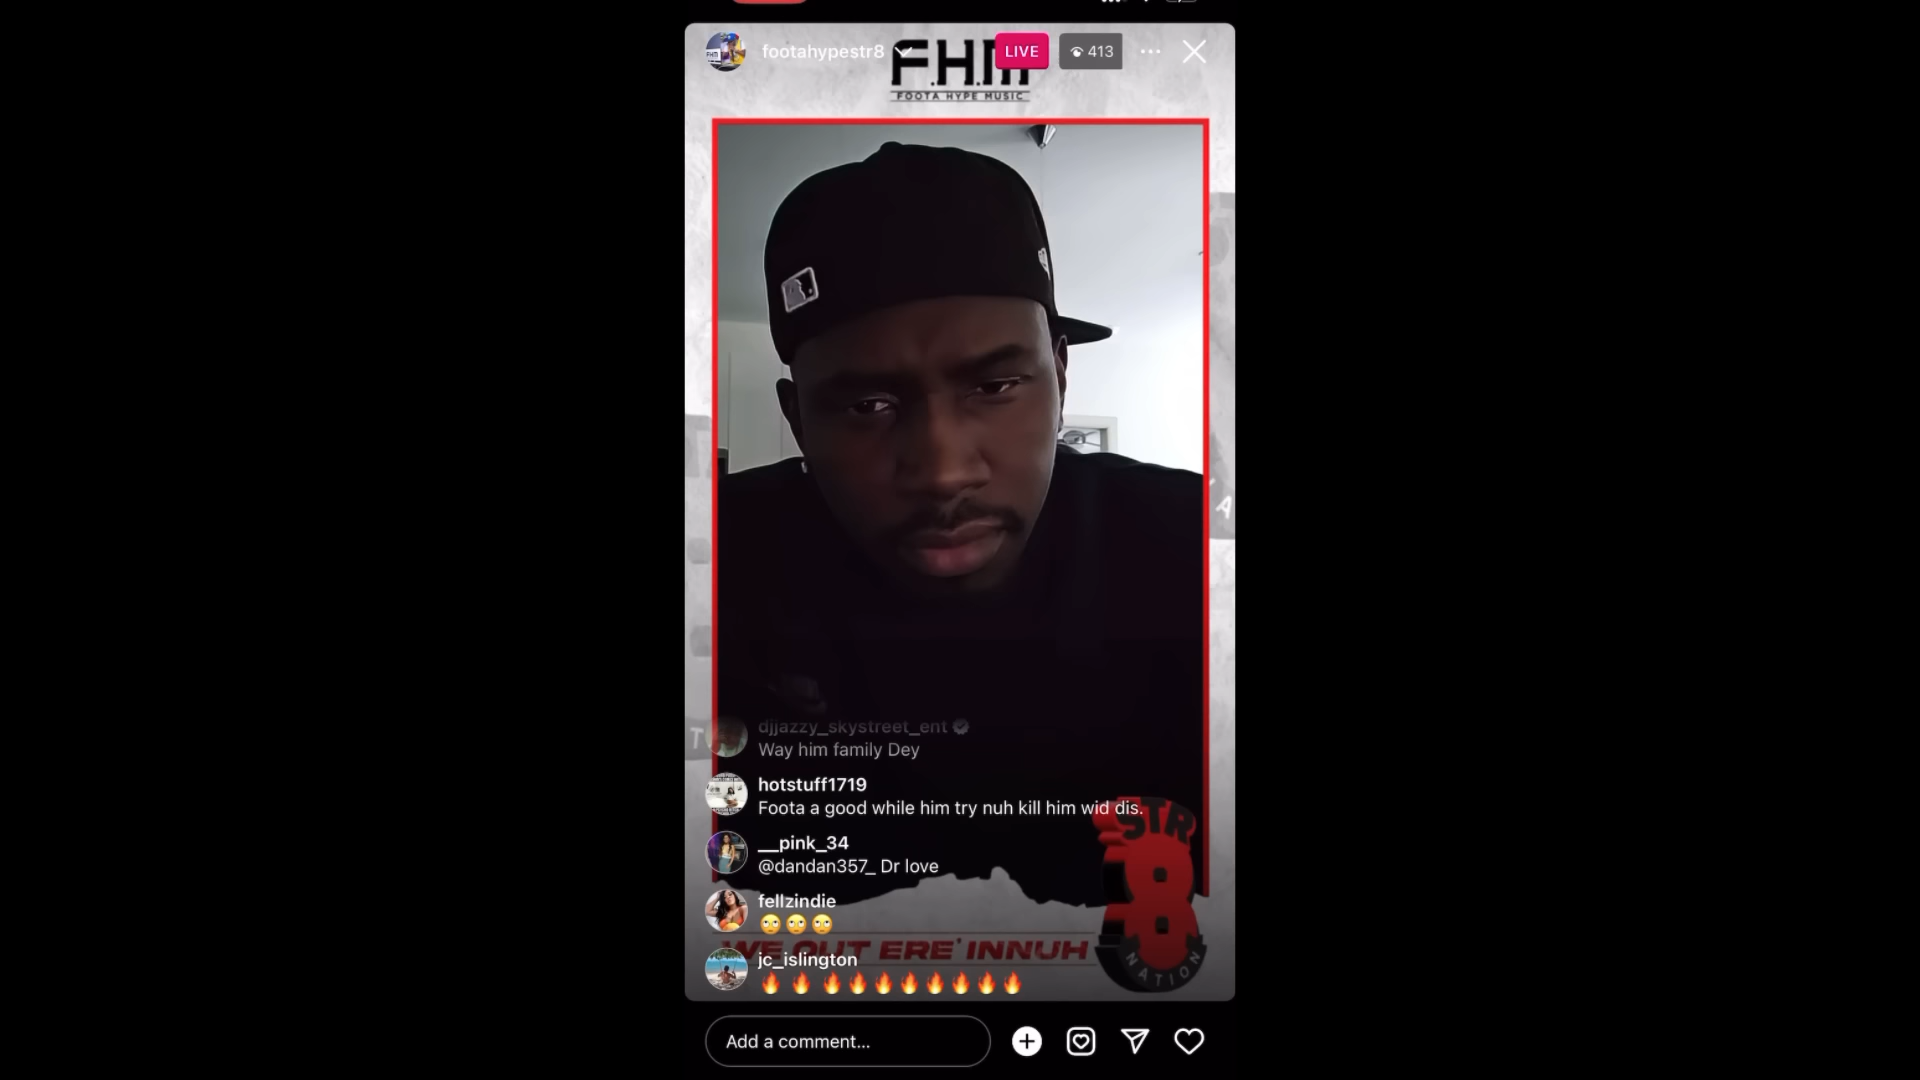 footahypestr8
F.H.M
LIVE
413
FOOTA HYPE MUSIC
djjazzy_skystreet_ent
Way him family Dey
hotstuff1719
Foota a good while him try nuh kill him wid dis.
__pink_34
@dandan357_ Dr love
fellzindie
🙄🙄🙄
jc_islington
🔥🔥🔥🔥🔥🔥🔥🔥🔥🔥
WE OUT ERE' INNUH
STR
8
NATION
Add a comment...